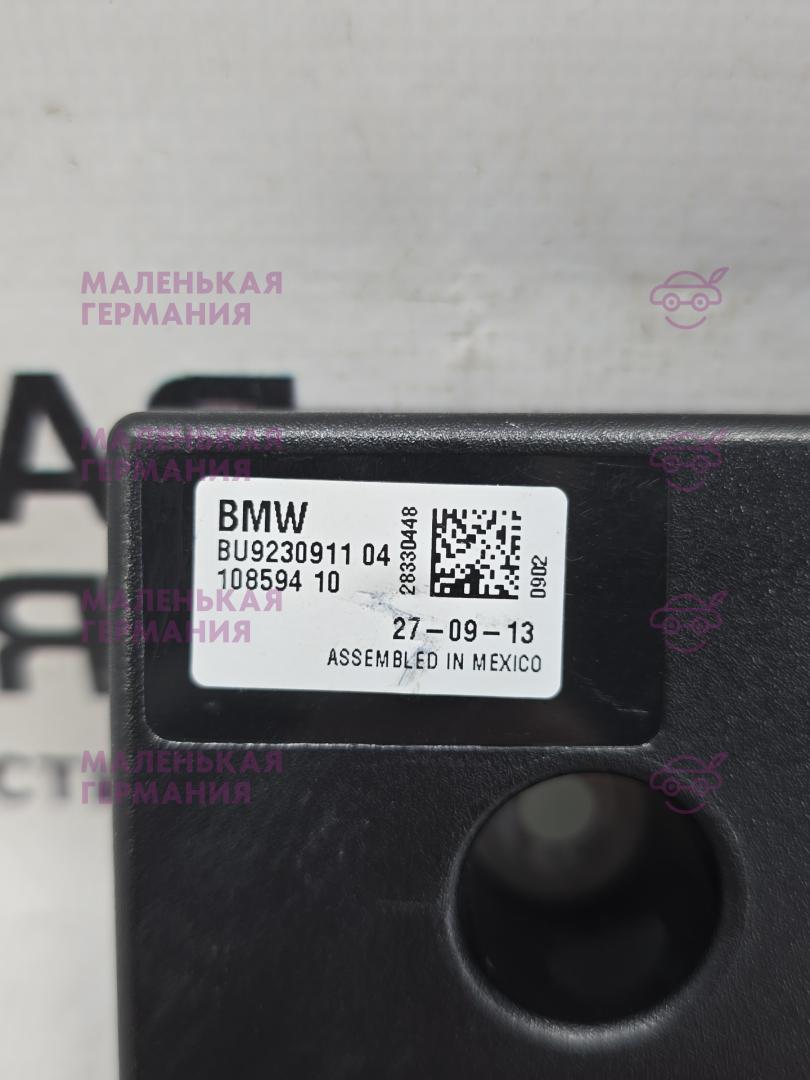 МАЛЕНЬКАЯ
ГЕРМАНИЯ
МАЛЕНЬКАЯ
ГЕРМАНИЯ
BMW
BU9230911 04
108594 10
28330448
0902
27-09-13
ASSEMBLED IN MEXICO
МАЛЕНЬКАЯ
ГЕРМАНИЯ
МАЛЕНЬКАЯ
ГЕРМАНИЯ